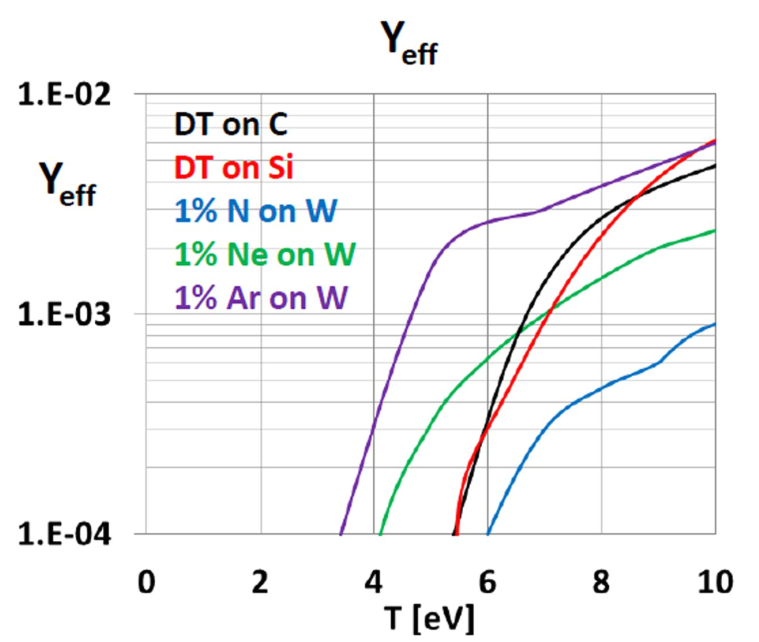 Yeff
1.E-02
Yeff
DT on C
DT on Si
1% N on W
1% Ne on W
1% Ar on W
1.E-03
1.E-04
0 2 4 6 8 10
T [eV]